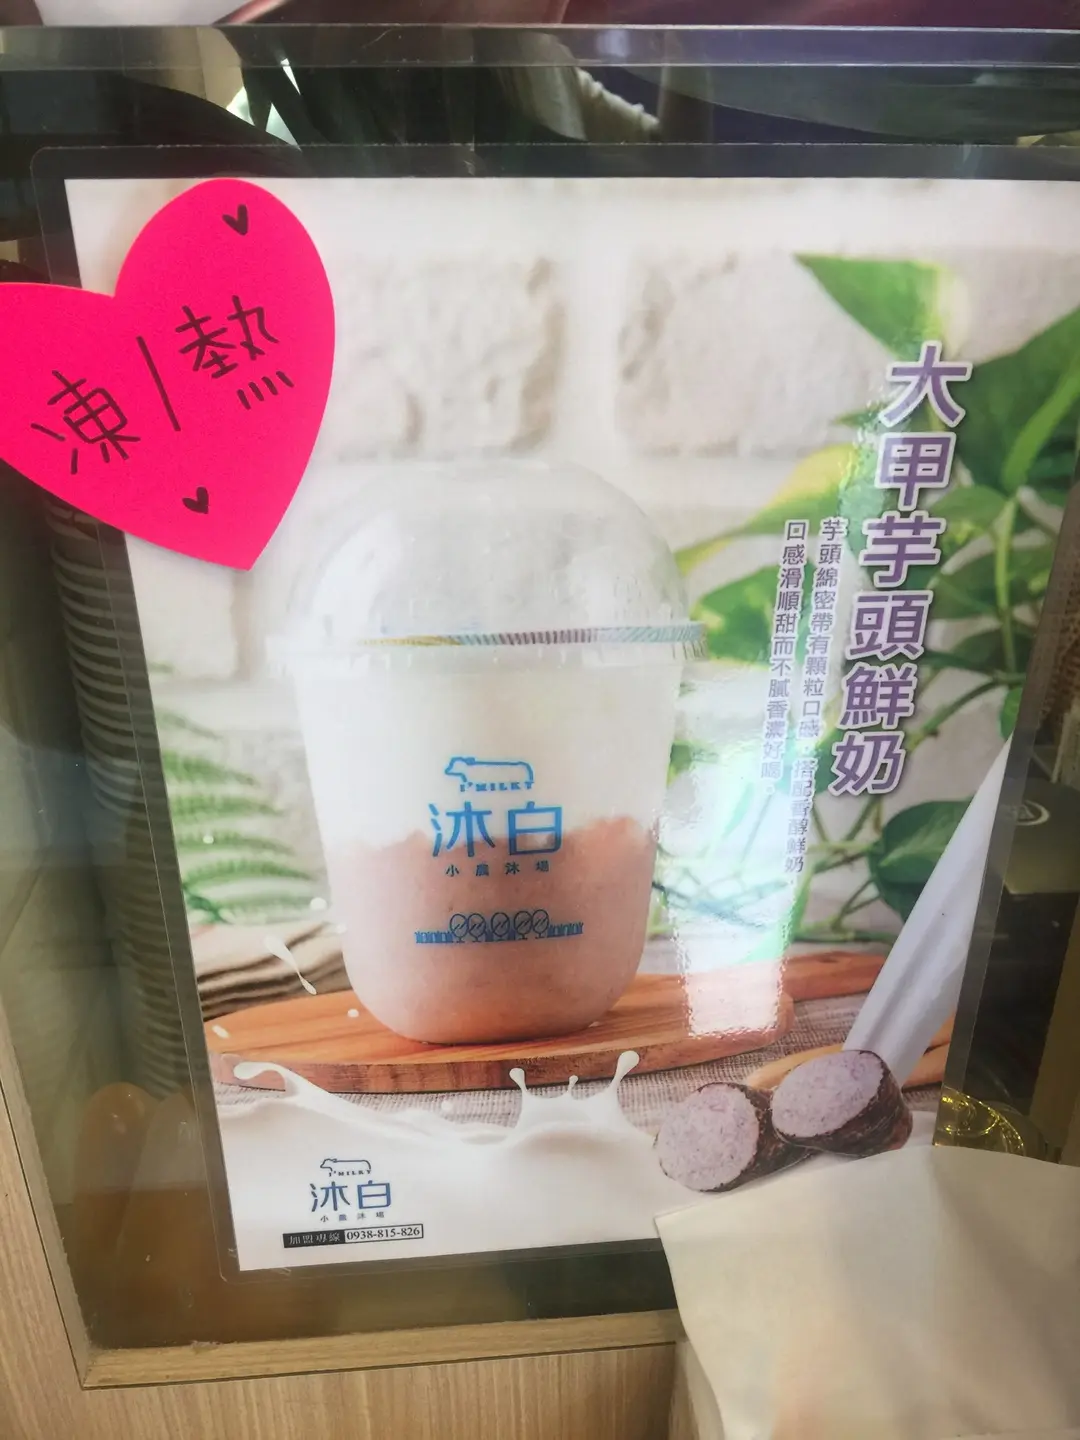 凍/熱
大甲芋頭鮮奶
芋頭綿密帶有顆粒口感，搭配香醇鮮奶，
口感滑順甜而不膩香濃好喝。
I'MILKY
沐白
小農沐場
I'MILKY
沐白
小農沐場
加盟專線 0938-815-826